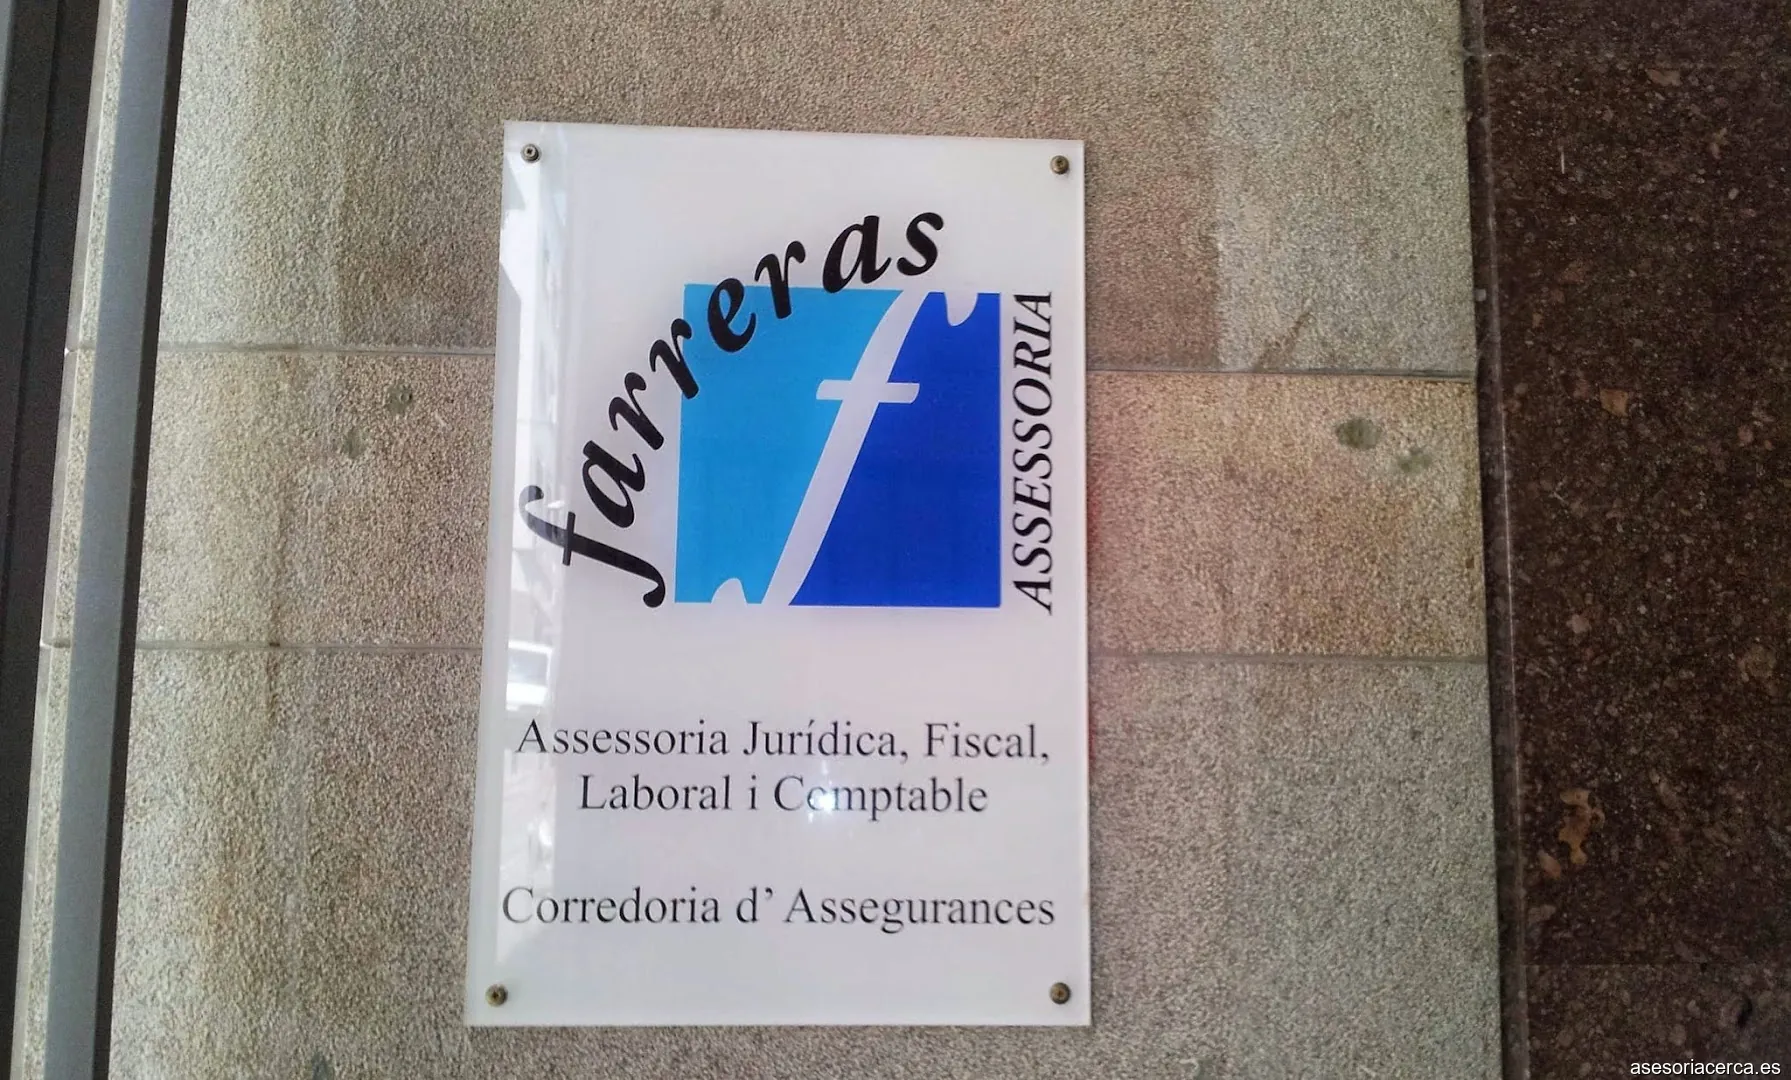 farreras
f
ASSESSORIA
Assessoria Jurídica, Fiscal,
Laboral i Comptable
Corredoria d' Assegurances
asesoriacerca.es